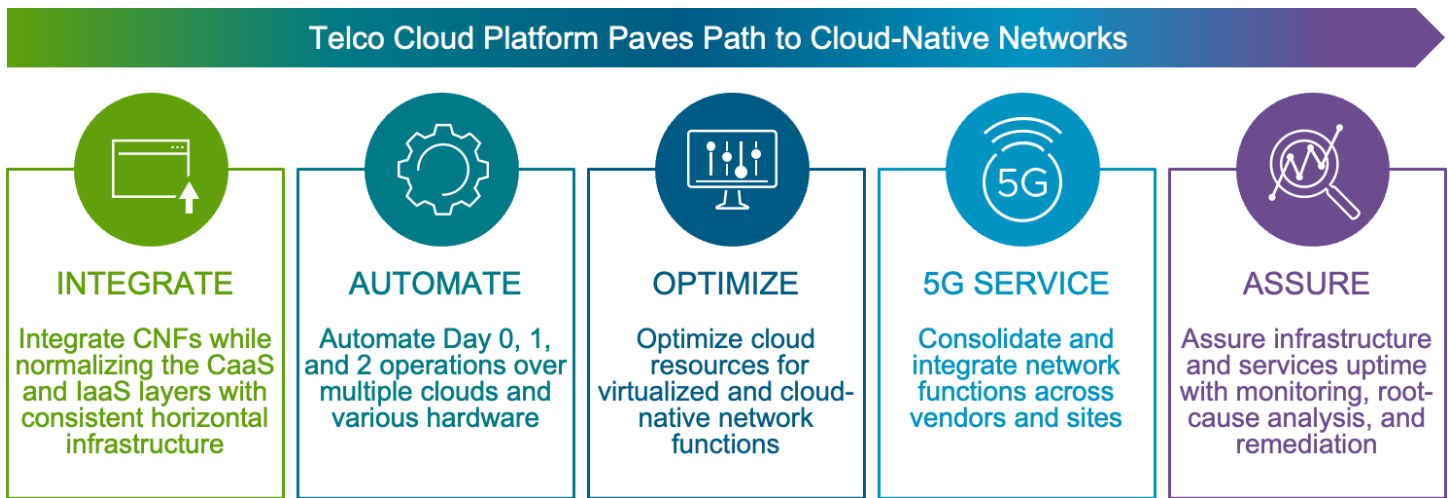 Telco Cloud Platform Paves Path to Cloud-Native Networks
INTEGRATE
Integrate CNFs while
normalizing the CaaS
and IaaS layers with
consistent horizontal
infrastructure
AUTOMATE
Automate Day 0, 1,
and 2 operations over
multiple clouds and
various hardware
OPTIMIZE
Optimize cloud
resources for
virtualized and cloud-
native network
functions
5G
5G SERVICE
Consolidate and
integrate network
functions across
vendors and sites
ASSURE
Assure infrastructure
and services uptime
with monitoring, root-
cause analysis, and
remediation